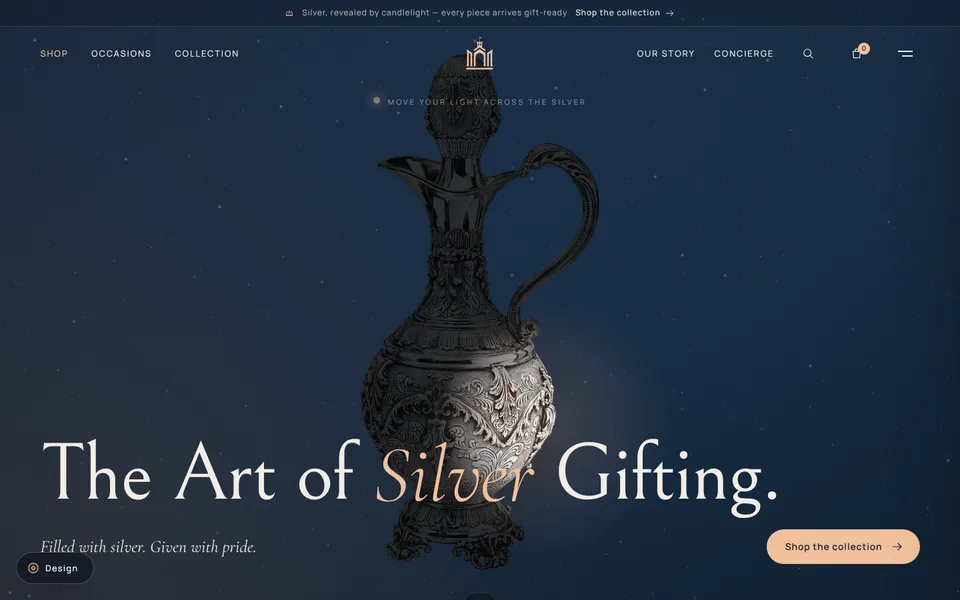 Silver, revealed by candlelight — every piece arrives gift-ready Shop the collection →
SHOP OCCASIONS COLLECTION OUR STORY CONCIERGE 0
MOVE YOUR LIGHT ACROSS THE SILVER
The Art of Silver Gifting.
Filled with silver. Given with pride.
Shop the collection →
Design